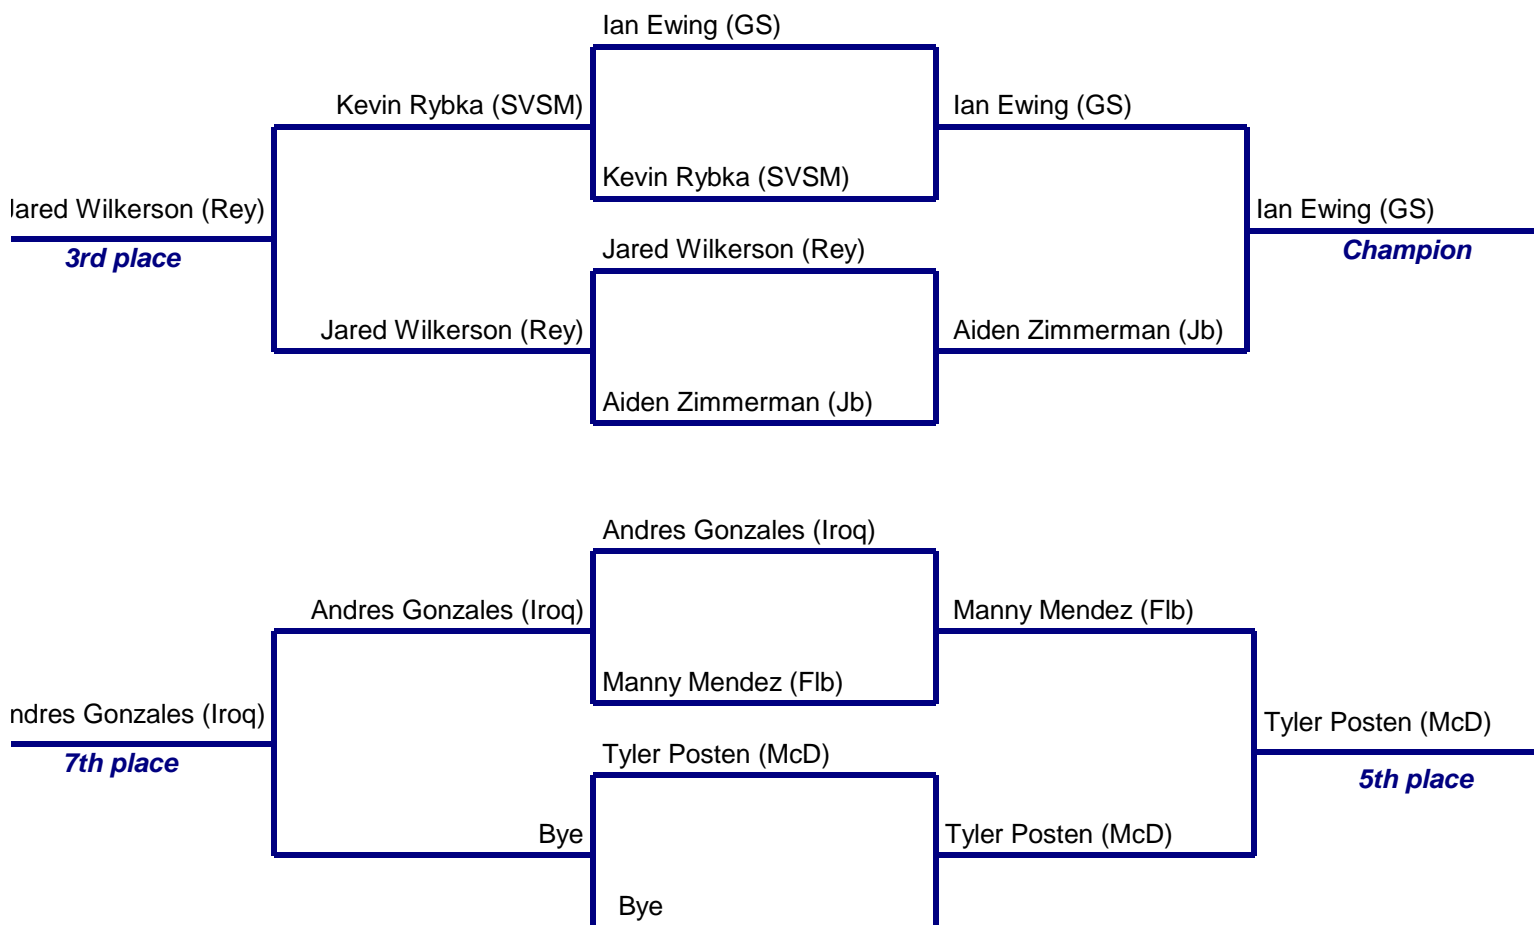 Ian Ewing (GS)
Kevin Rybka (SVSM)
Ian Ewing (GS)
Kevin Rybka (SVSM)
Jared Wilkerson (Rey)
Ian Ewing (GS)
3rd place
Jared Wilkerson (Rey)
Champion
Jared Wilkerson (Rey)
Aiden Zimmerman (Jb)
Aiden Zimmerman (Jb)
Andres Gonzales (Iroq)
Andres Gonzales (Iroq)
Manny Mendez (Flb)
Manny Mendez (Flb)
ndres Gonzales (Iroq)
Tyler Posten (McD)
7th place
Tyler Posten (McD)
5th place
Bye
Tyler Posten (McD)
Bye